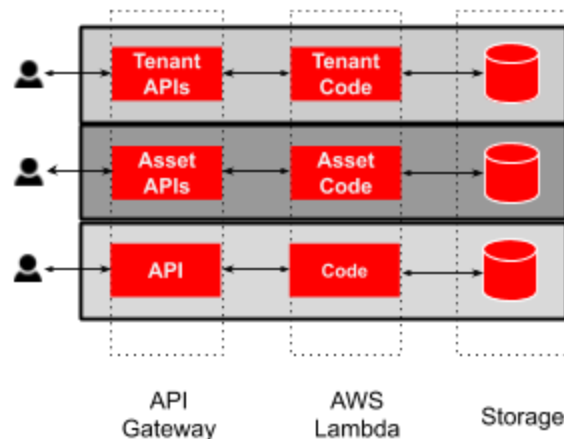 Tenant
APIs
Tenant
Code
Asset
APIs
Asset
Code
API
Code
API
Gateway
AWS
Lambda
Storage